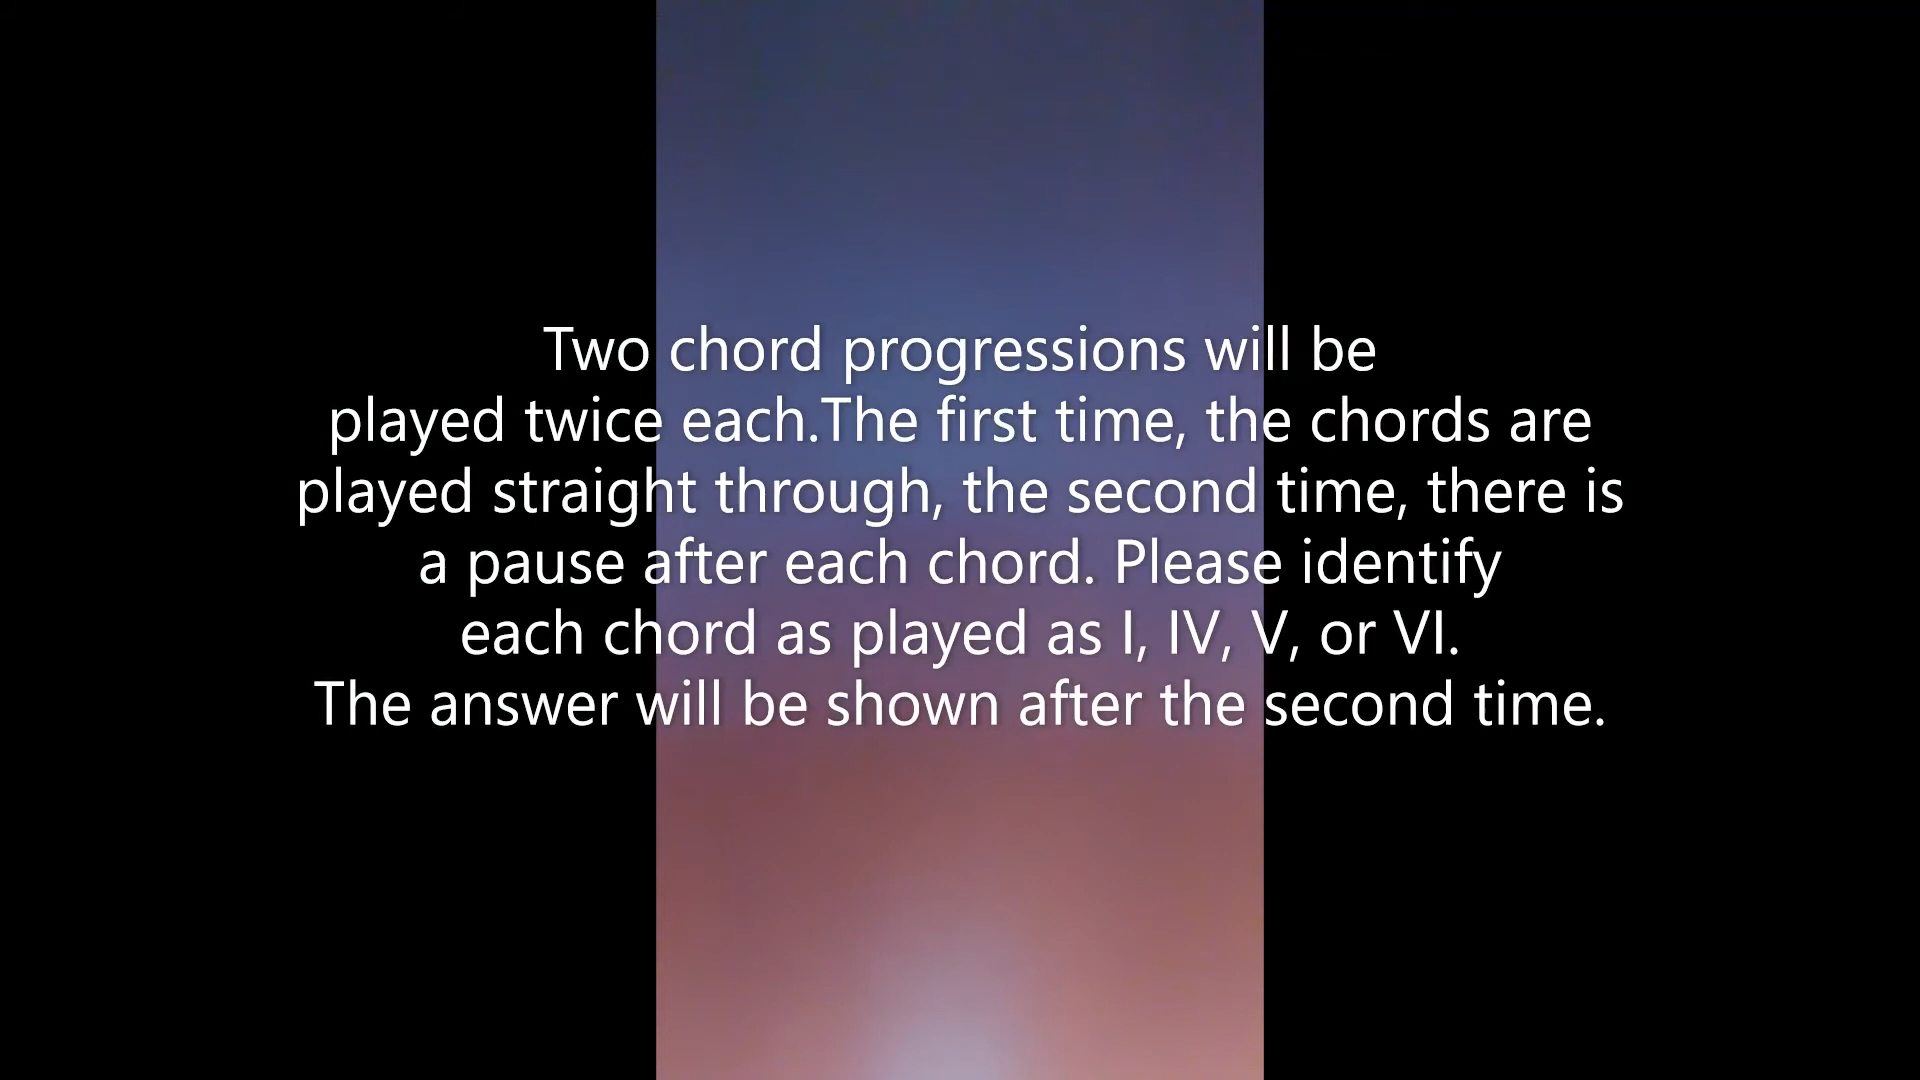 Two chord progressions will be
played twice each.The first time, the chords are
played straight through, the second time, there is
a pause after each chord. Please identify
each chord as played as I, IV, V, or VI.
The answer will be shown after the second time.